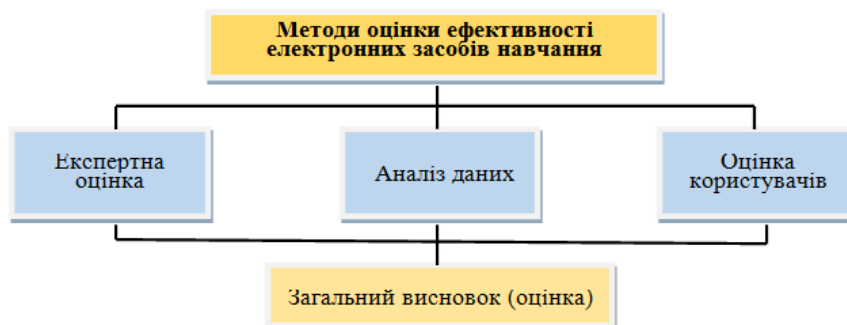 Методи оцінки ефективності
електронних засобів навчання
Експертна
оцінка
Аналіз даних
Оцінка
користувачів
Загальний висновок (оцінка)